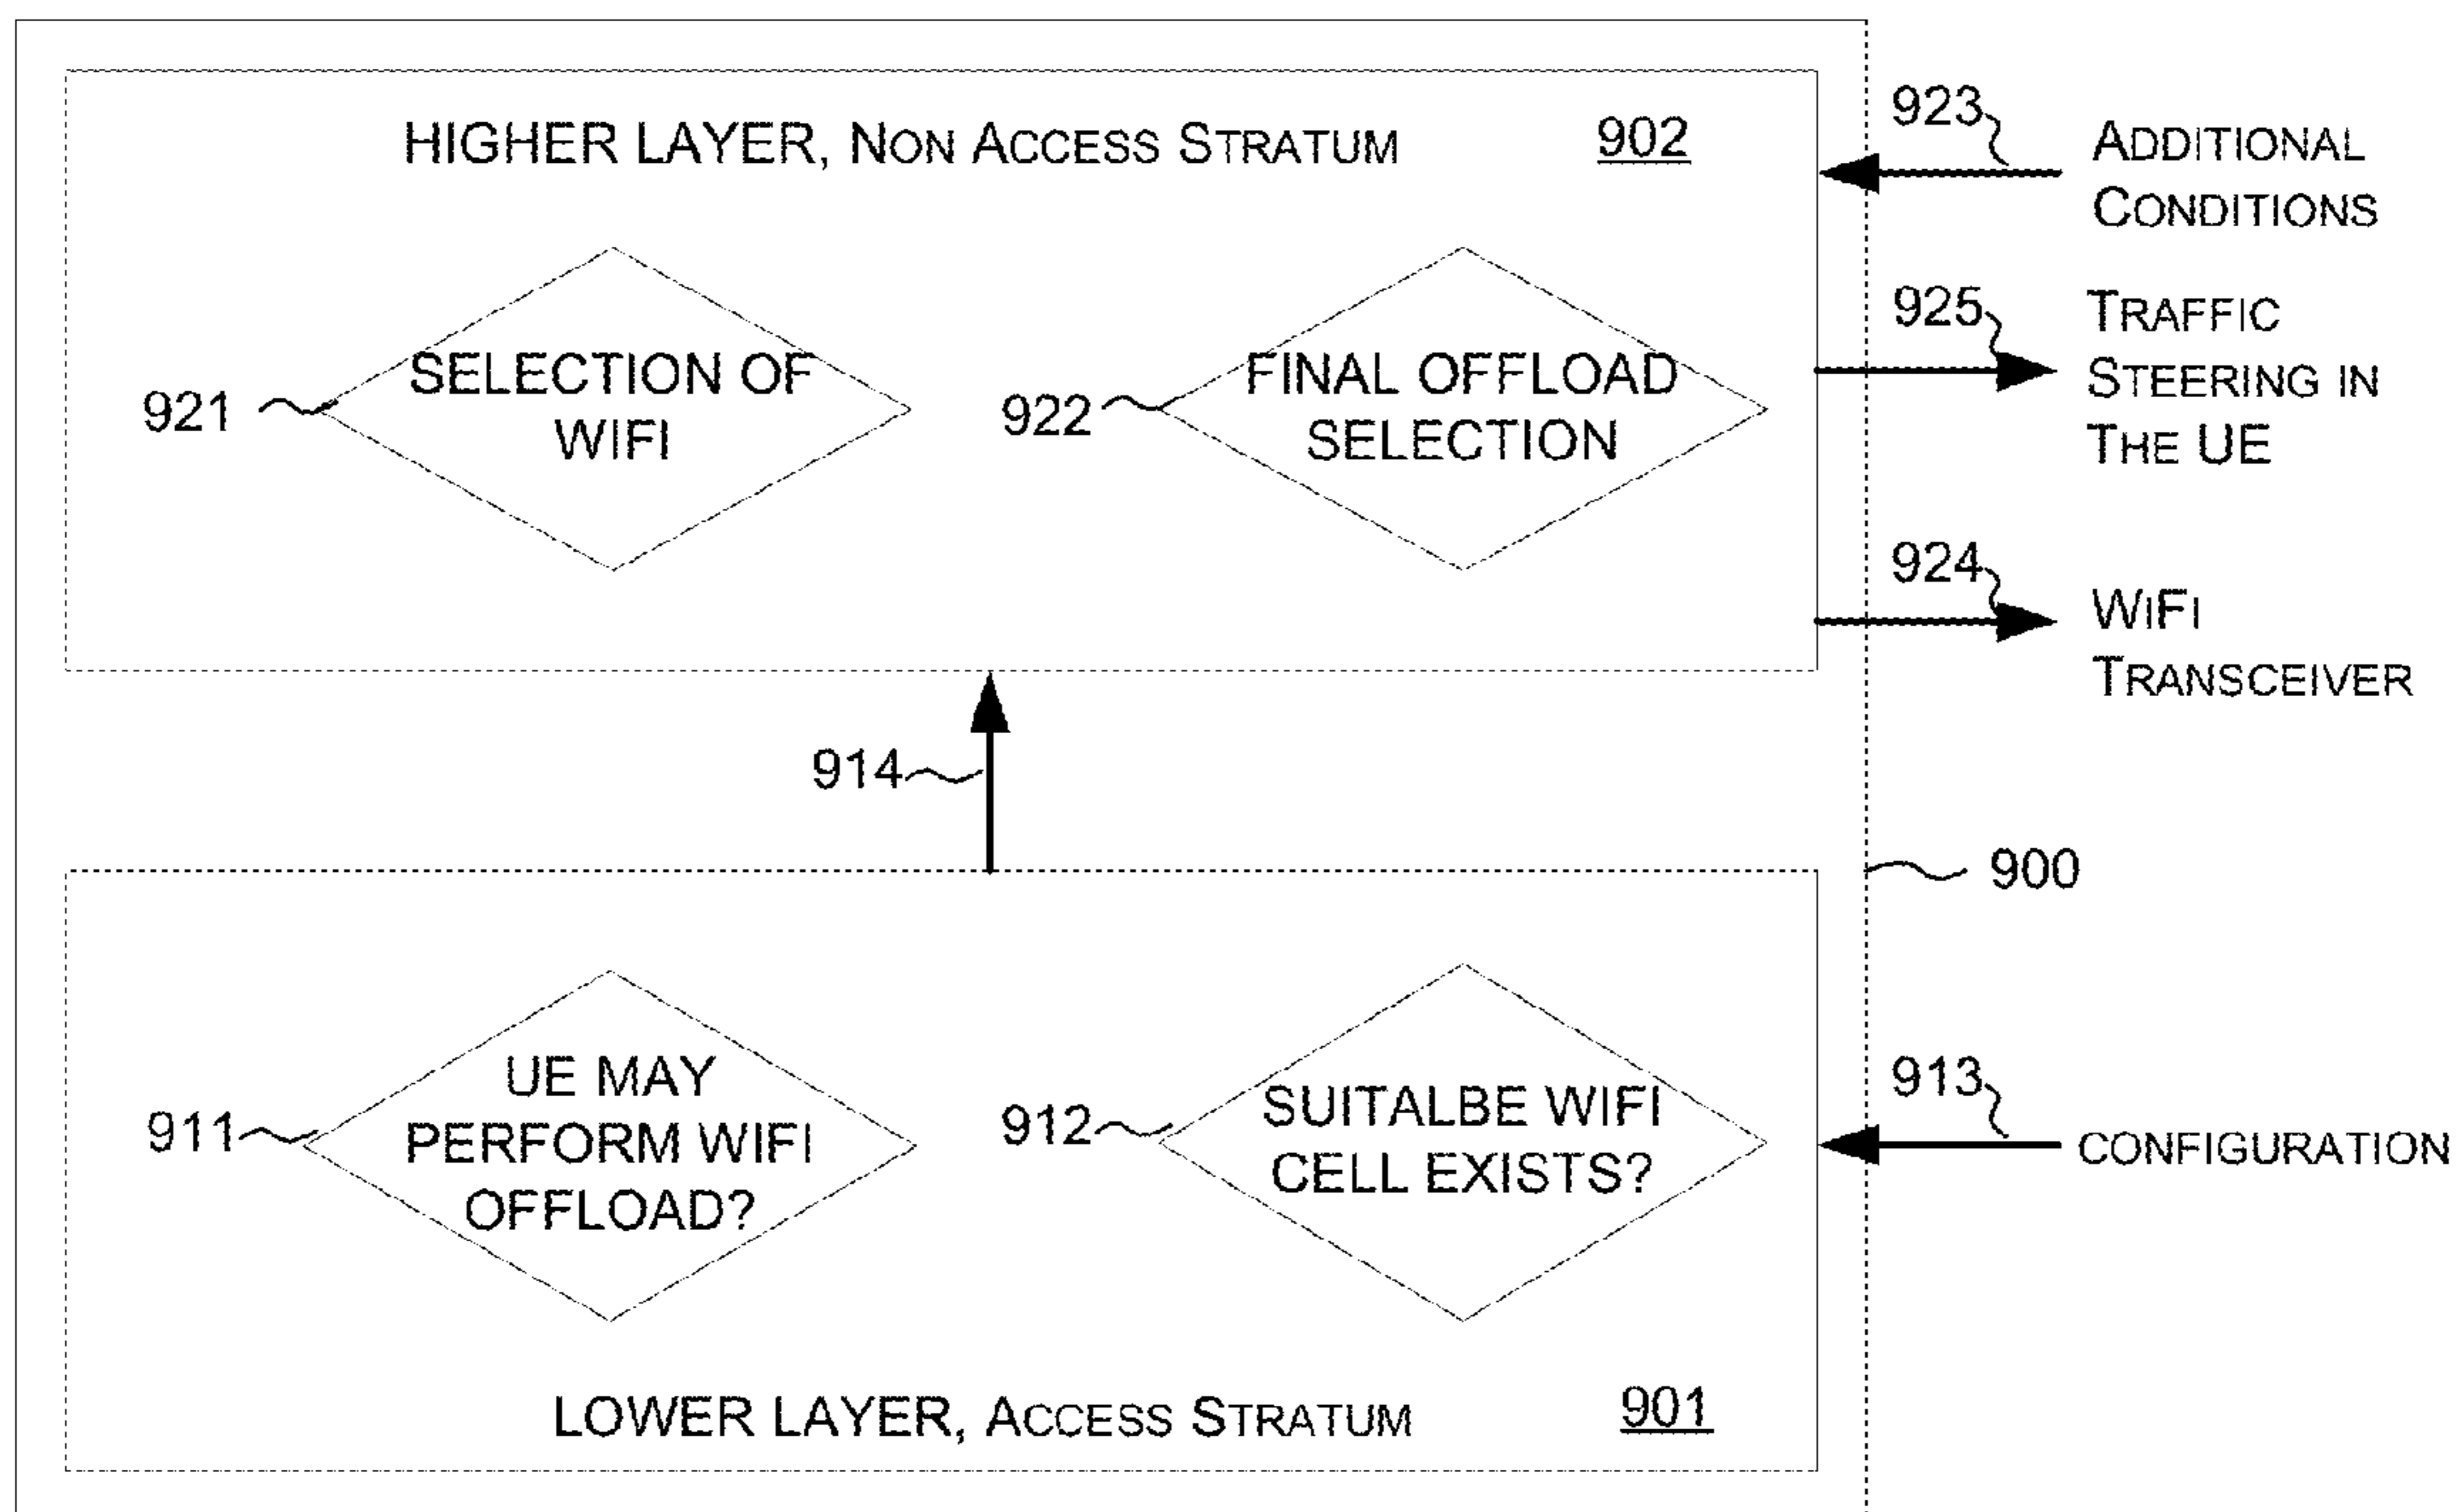 HIGHER LAYER, NON ACCESS STRATUM
902
923
ADDITIONAL
CONDITIONS
921
SELECTION OF
WIFI
922
FINAL OFFLOAD
SELECTION
925
TRAFFIC
STEERING IN
THE UE
924
WIFI
TRANSCEIVER
914
900
911
UE MAY
PERFORM WIFI
OFFLOAD?
912
SUITALBE WIFI
CELL EXISTS?
913
CONFIGURATION
LOWER LAYER, ACCESS STRATUM
901